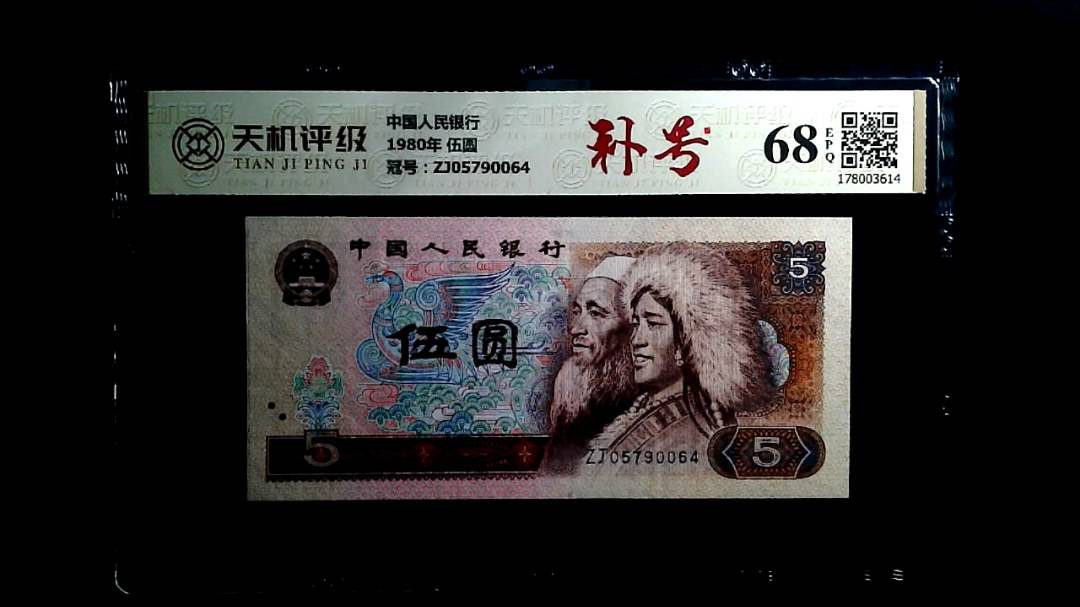 天机评级
TIAN JI PING JI
中国人民银行
1980年 伍圆
冠号：ZJ05790064
补号
68
EPQ
178003614
中国人民银行
5
伍圆
5
ZJ05790064
5